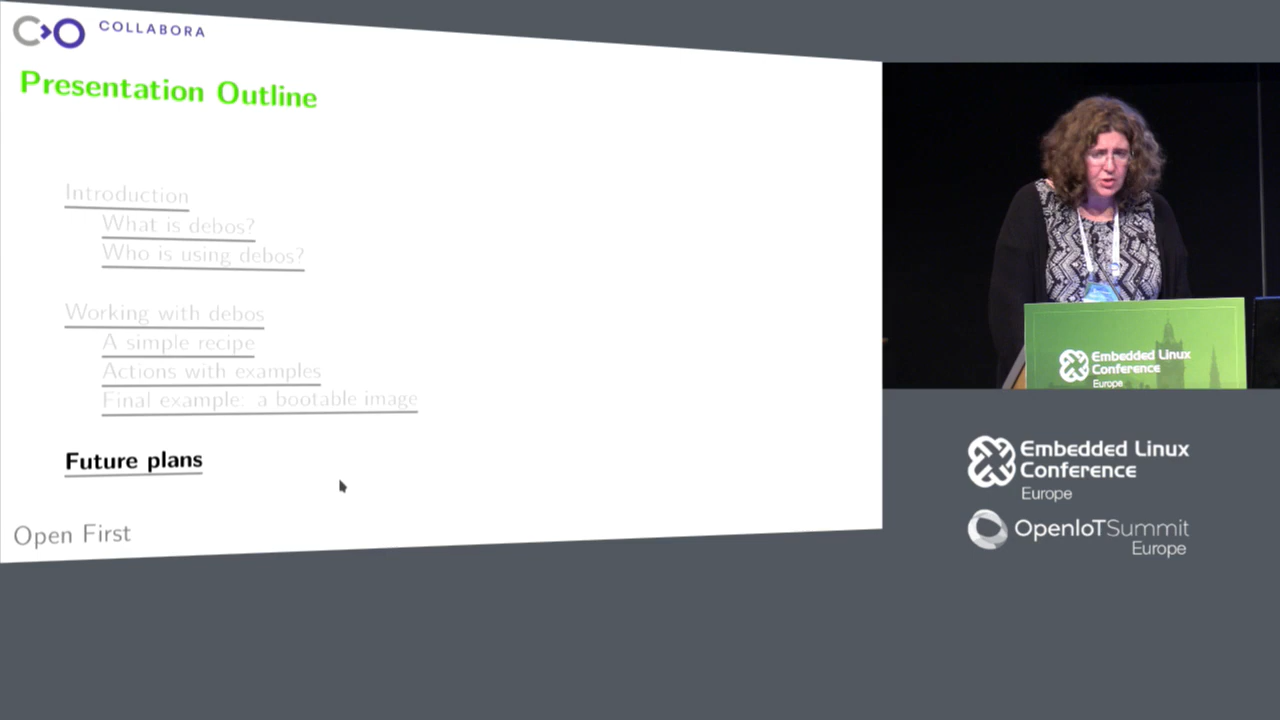 COLLABORA
Presentation Outline
Introduction
What is debos?
Who is using debos?
Working with debos
A simple recipe
Actions with examples
Final example: a bootable image
Future plans
Open First
Embedded Linux
Conference
Europe
Embedded Linux
Conference
Europe
OpenIoTSummit
Europe